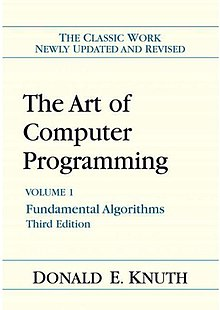 THE CLASSIC WORK
NEWLY UPDATED AND REVISED
The Art of
Computer
Programming
VOLUME 1
Fundamental Algorithms
Third Edition
DONALD E. KNUTH